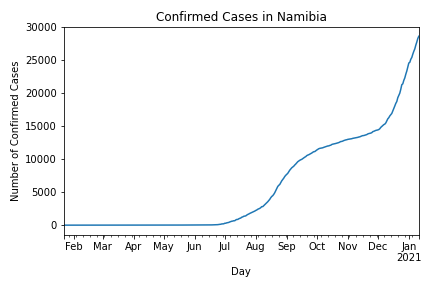 Confirmed Cases in Namibia
Number of Confirmed Cases
30000
25000
20000
15000
10000
5000
0
Feb Mar Apr May Jun Jul Aug Sep Oct Nov Dec Jan
2021
Day